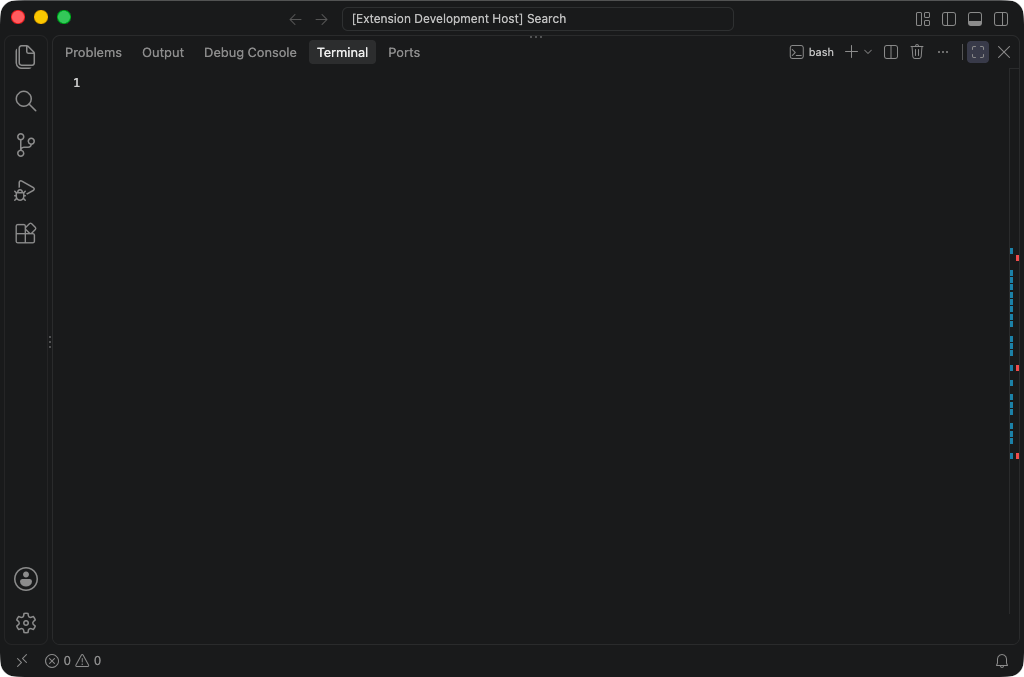 [Extension Development Host] Search
Problems Output Debug Console Terminal Ports bash
1
0 0